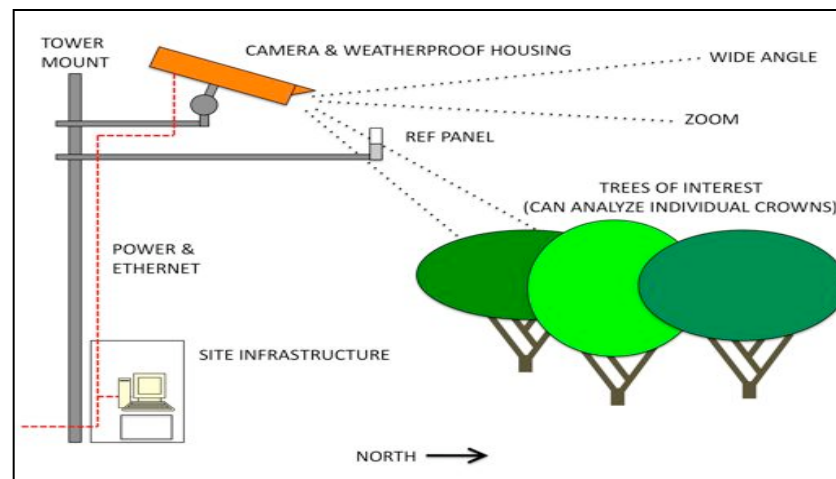 TOWER
MOUNT
CAMERA & WEATHERPROOF HOUSING
WIDE ANGLE
ZOOM
REF PANEL
TREES OF INTEREST
(CAN ANALYZE INDIVIDUAL CROWNS)
POWER &
ETHERNET
SITE INFRASTRUCTURE
NORTH